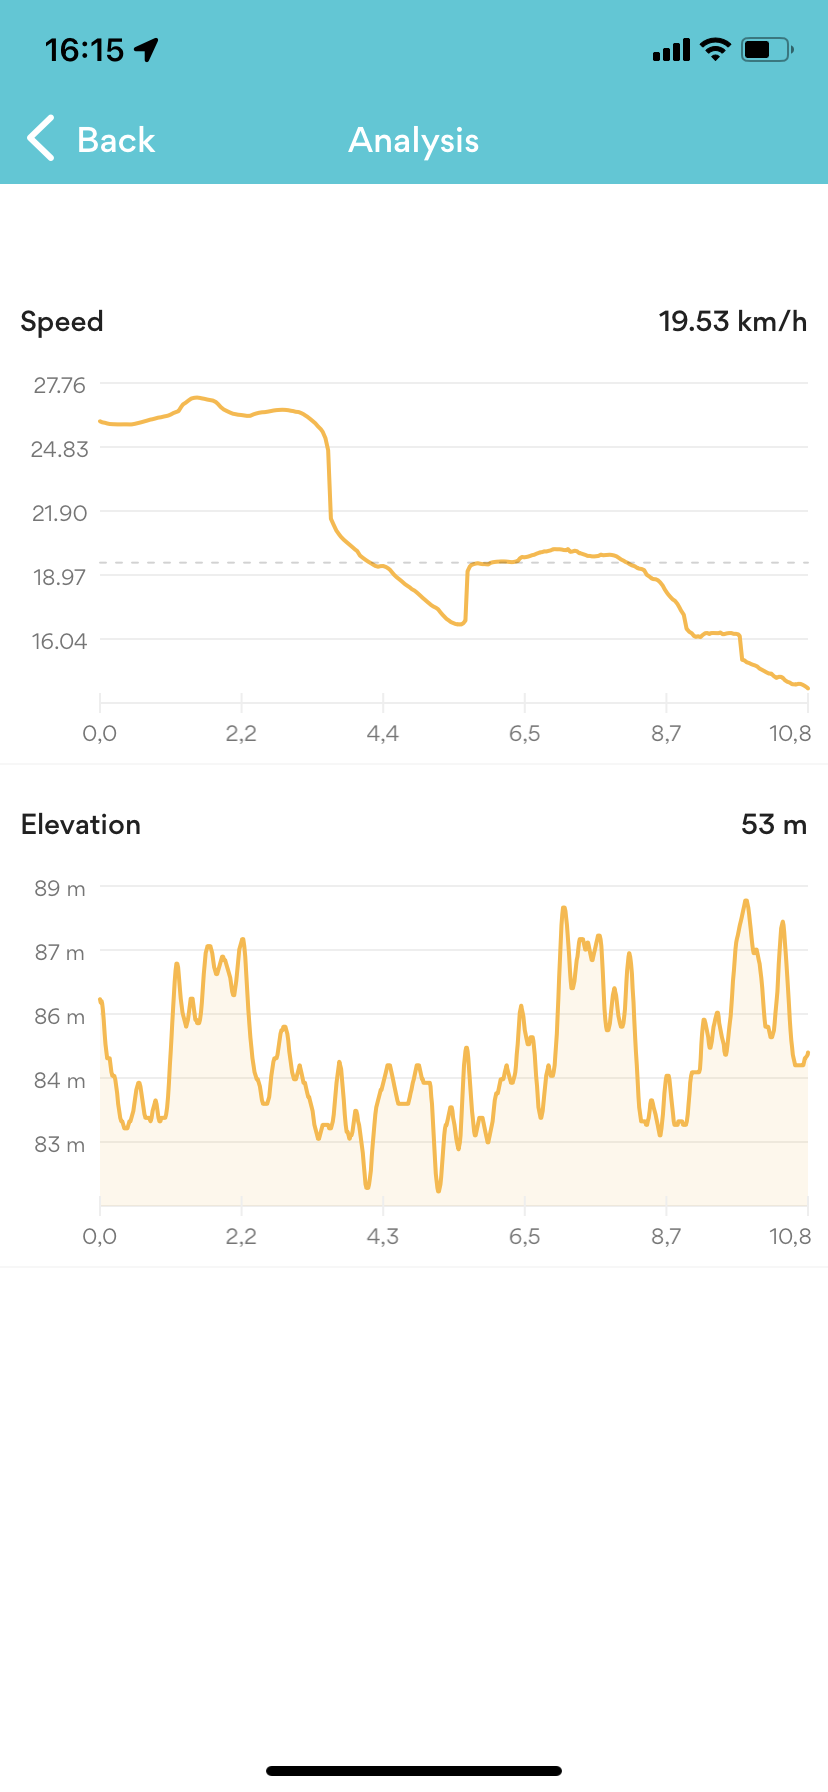 16:15
Back Analysis
Speed 19.53 km/h
27.76
24.83
21.90
18.97
16.04
0,0 2,2 4,4 6,5 8,7 10,8
Elevation 53 m
89 m
87 m
86 m
84 m
83 m
0,0 2,2 4,3 6,5 8,7 10,8